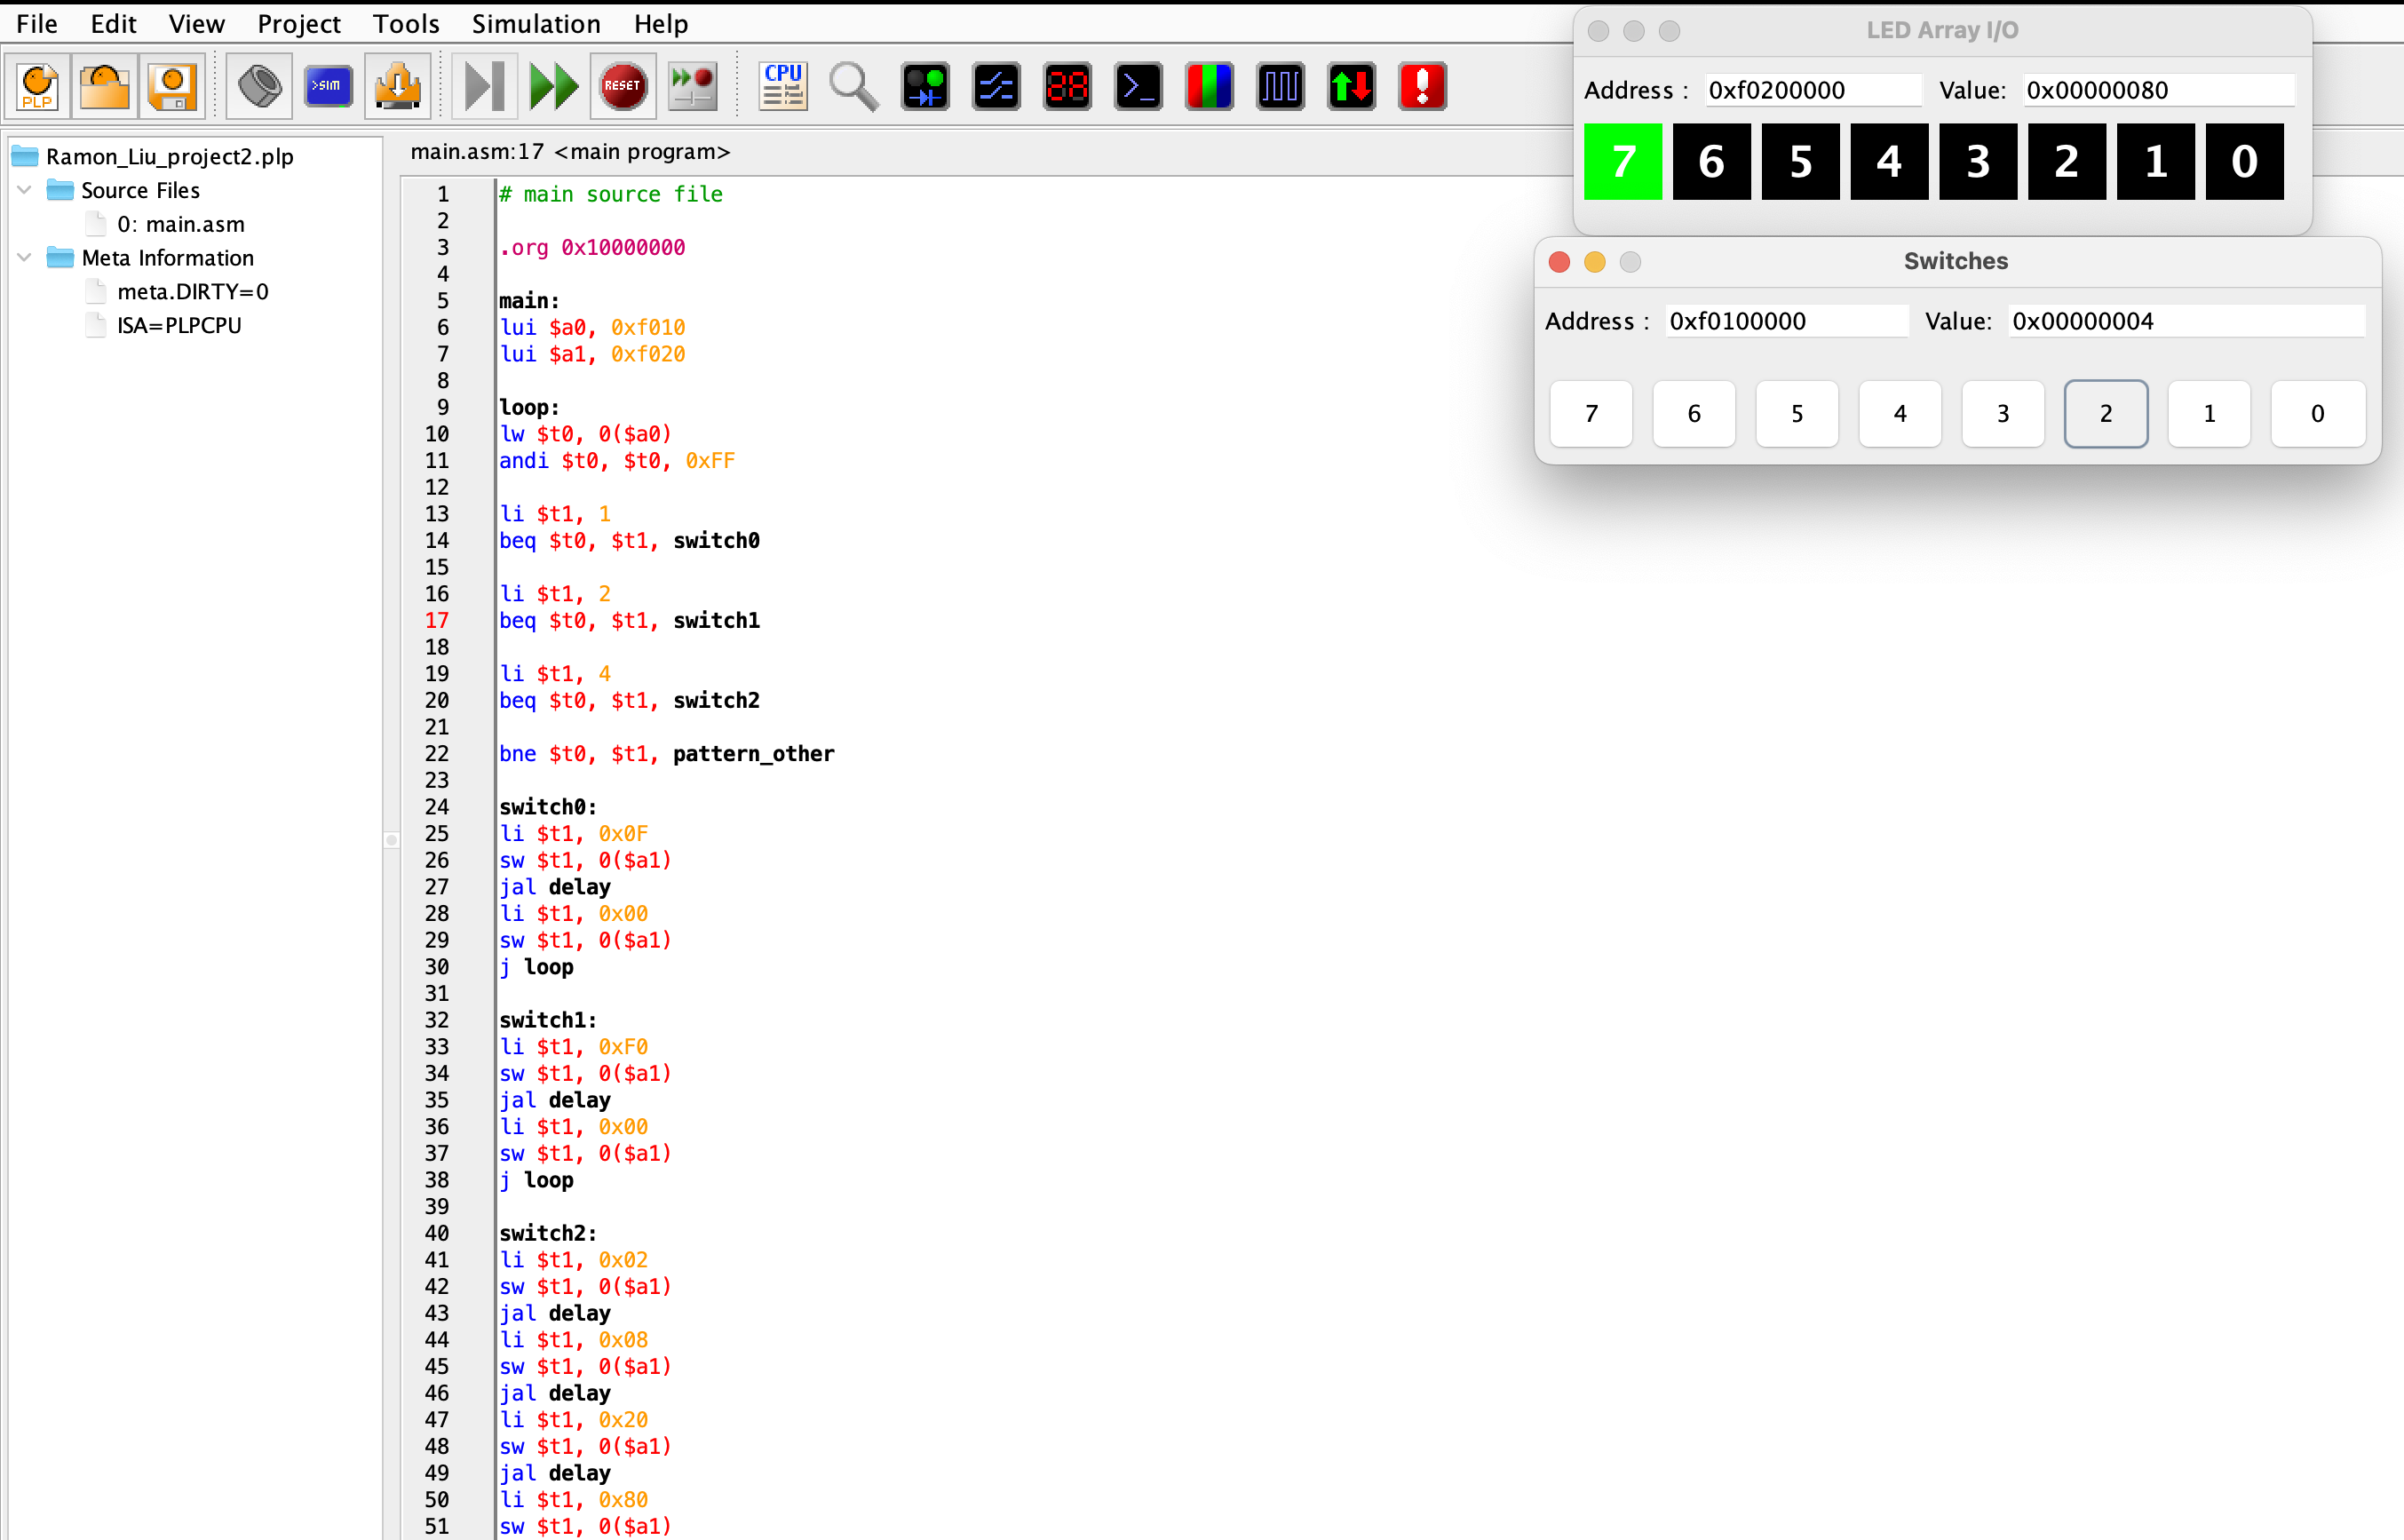 File Edit View Project Tools Simulation Help
PLP >SIM RESET CPU
Ramon_Liu_project2.plp
Source Files
0: main.asm
Meta Information
meta.DIRTY=0
ISA=PLPCPU
main.asm:17 <main program>
1 # main source file
2
3 .org 0x10000000
4
5 main:
6 lui $a0, 0xf010
7 lui $a1, 0xf020
8
9 loop:
10 lw $t0, 0($a0)
11 andi $t0, $t0, 0xFF
12
13 li $t1, 1
14 beq $t0, $t1, switch0
15
16 li $t1, 2
17 beq $t0, $t1, switch1
18
19 li $t1, 4
20 beq $t0, $t1, switch2
21
22 bne $t0, $t1, pattern_other
23
24 switch0:
25 li $t1, 0x0F
26 sw $t1, 0($a1)
27 jal delay
28 li $t1, 0x00
29 sw $t1, 0($a1)
30 j loop
31
32 switch1:
33 li $t1, 0xF0
34 sw $t1, 0($a1)
35 jal delay
36 li $t1, 0x00
37 sw $t1, 0($a1)
38 j loop
39
40 switch2:
41 li $t1, 0x02
42 sw $t1, 0($a1)
43 jal delay
44 li $t1, 0x08
45 sw $t1, 0($a1)
46 jal delay
47 li $t1, 0x20
48 sw $t1, 0($a1)
49 jal delay
50 li $t1, 0x80
51 sw $t1, 0($a1)
LED Array I/O
Address : 0xf0200000 Value: 0x00000080
7 6 5 4 3 2 1 0
Switches
Address : 0xf0100000 Value: 0x00000004
7 6 5 4 3 2 1 0